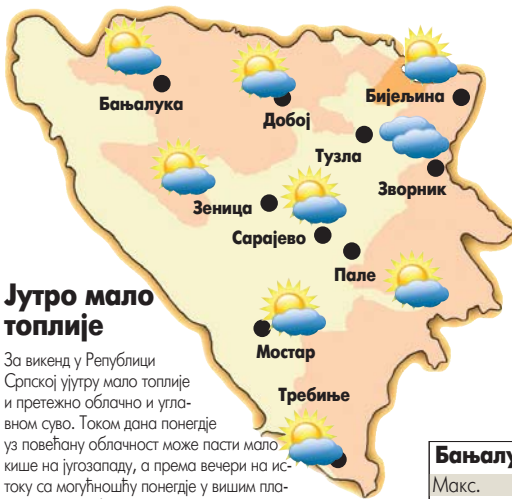 Бањалука
Добој
Бијељина
Тузла
Зворник
Зеница
Сарајево
Пале
Мостар
Требиње
Јутро мало
топлије
За викенд у Републици
Српској ујутру мало топлије
и претежно облачно и угла-
вном суво. Током дана понегдје
уз повећану облачност може пасти мало
кише на југозападу, а према вечери на ис-
току са могућношћу понегдје у вишим пла-
Макс.